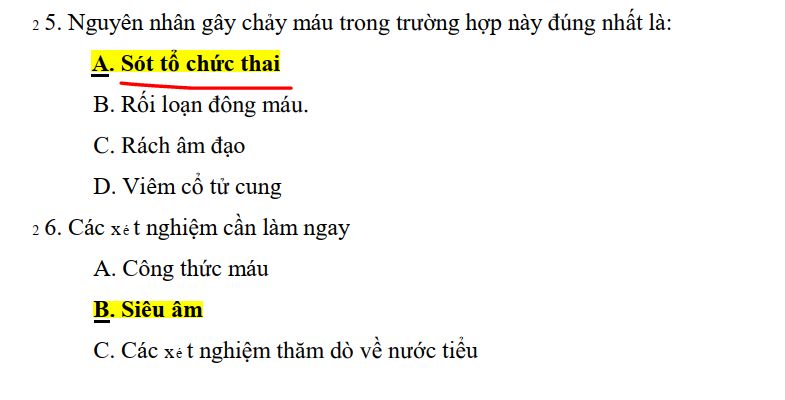 2 5. Nguyên nhân gây chảy máu trong trường hợp này đúng nhất là:
A. Sót tổ chức thai
B. Rối loạn đông máu.
C. Rách âm đạo
D. Viêm cổ tử cung
2 6. Các xét nghiệm cần làm ngay
A. Công thức máu
B. Siêu âm
C. Các xét nghiệm thăm dò về nước tiểu